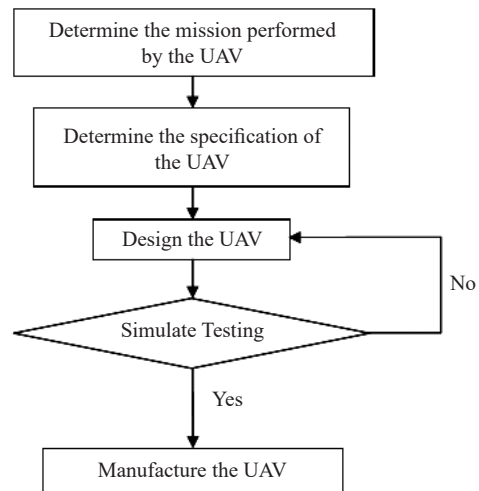 Determine the mission performed
by the UAV
Determine the specification of
the UAV
Design the UAV
No
Simulate Testing
Yes
Manufacture the UAV